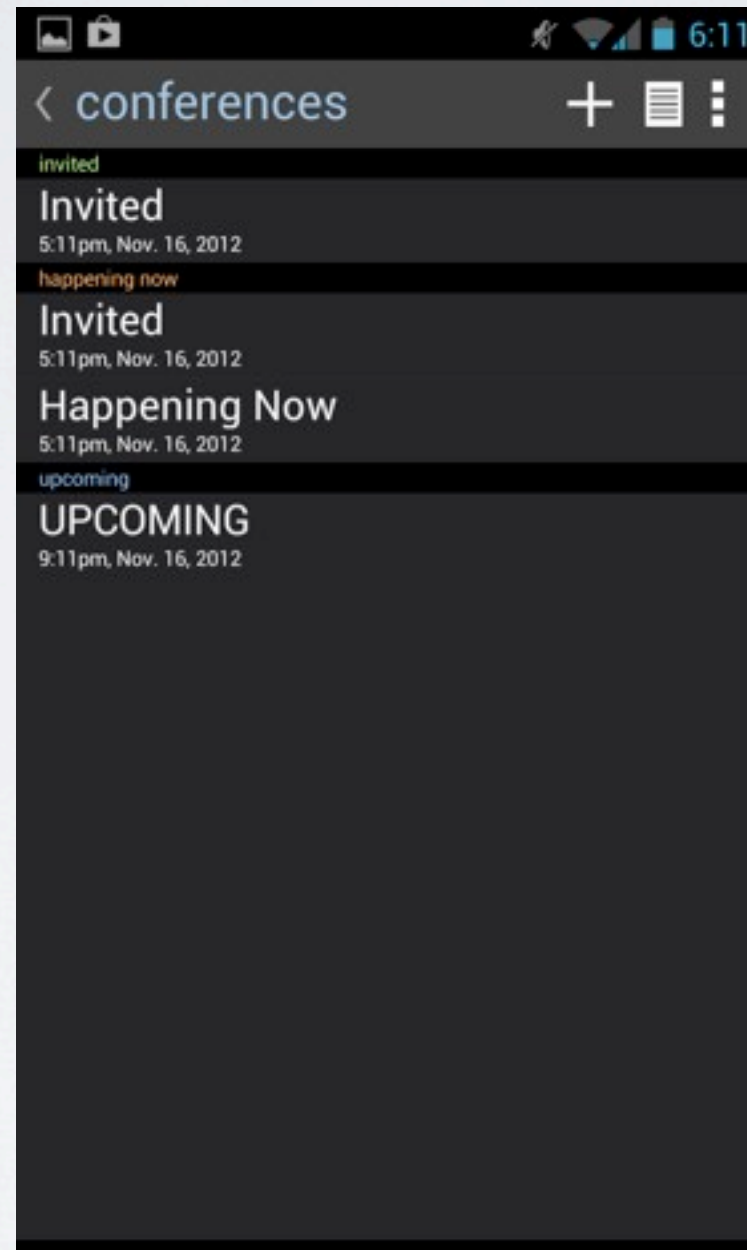 6:11
conferences
invited
Invited
5:11pm, Nov. 16, 2012
happening now
Invited
5:11pm, Nov. 16, 2012
Happening Now
5:11pm, Nov. 16, 2012
upcoming
UPCOMING
9:11pm, Nov. 16, 2012